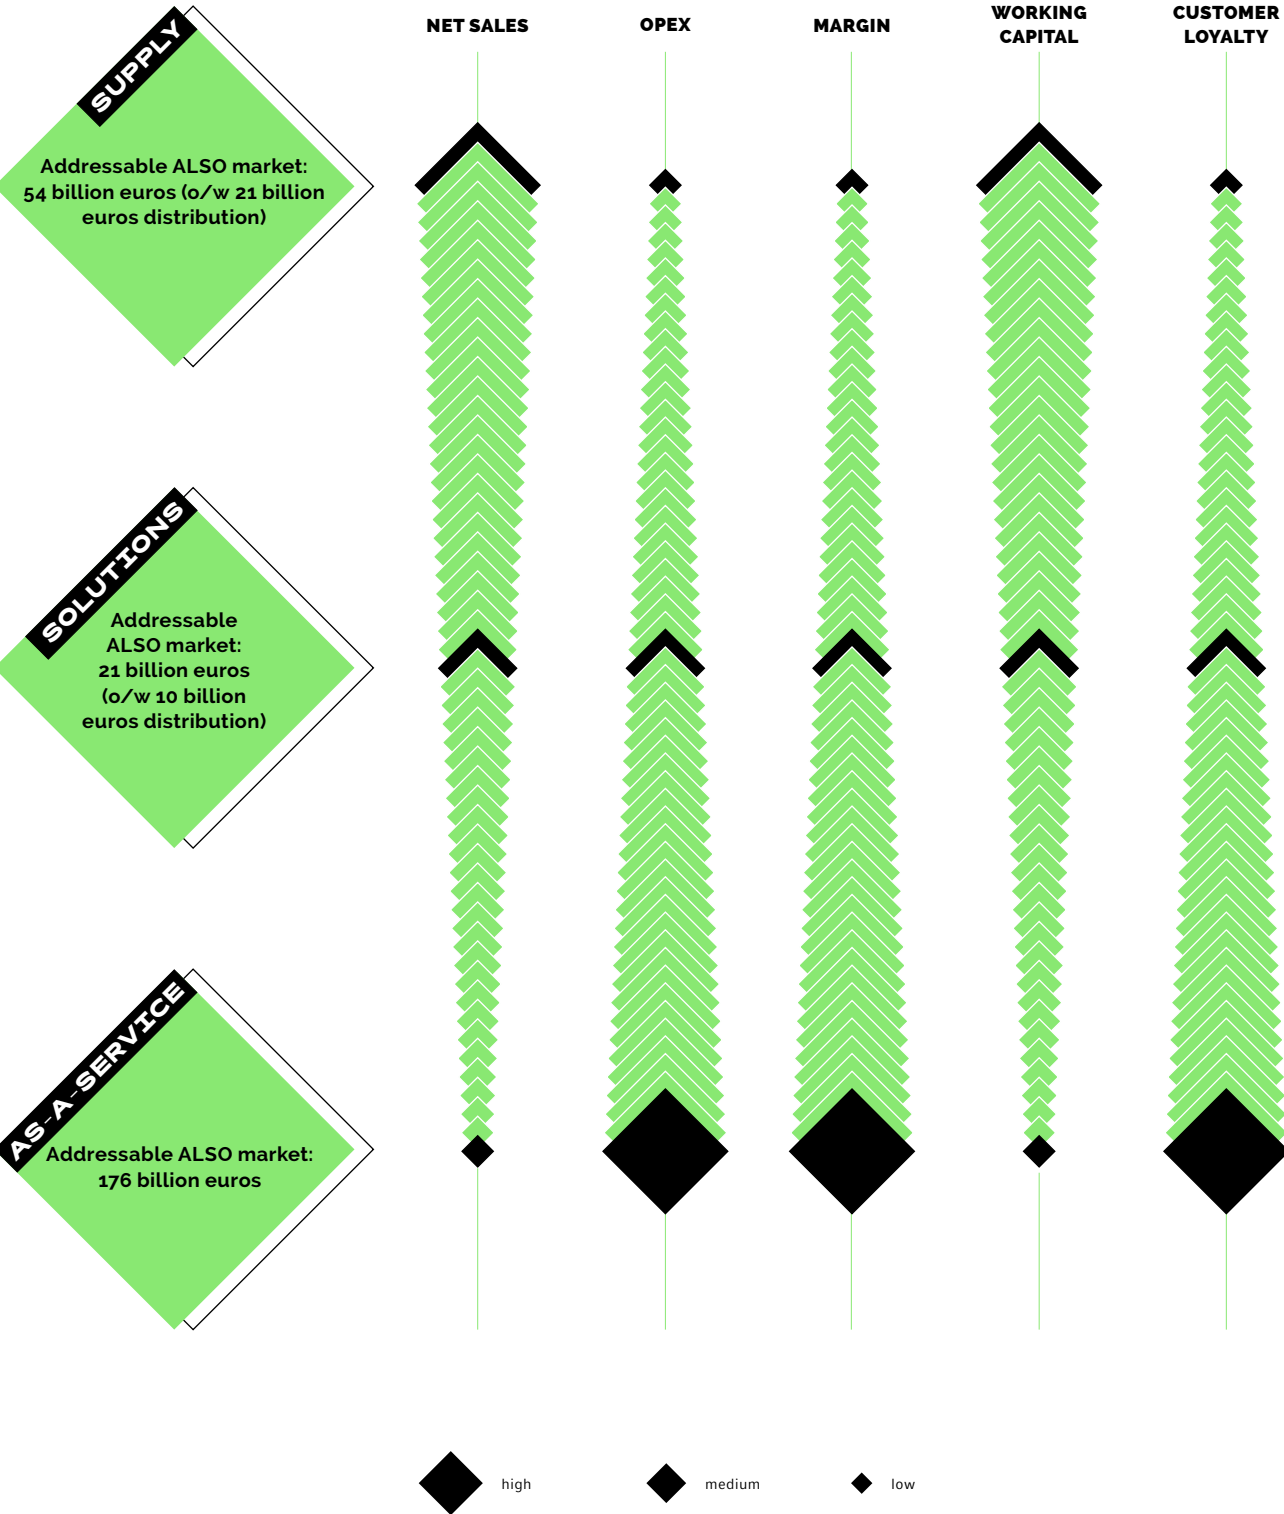 NET SALES
OPEX
MARGIN
WORKING
CAPITAL
CUSTOMER
LOYALTY
SUPPLY
Addressable ALSO market:
54 billion euros (o/w 21 billion
euros distribution)
SOLUTIONS
Addressable
ALSO market:
21 billion euros
(o/w 10 billion
euros distribution)
AS-A-SERVICE
Addressable ALSO market:
176 billion euros
high
medium
low